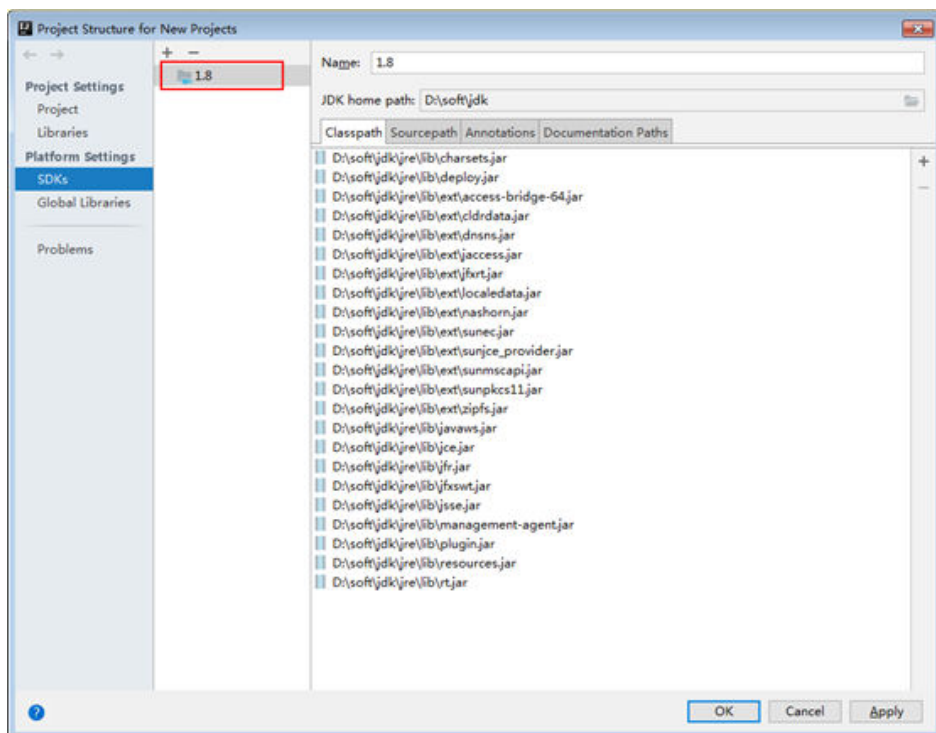 Project Structure for New Projects
Project Settings
Project
Libraries
Platform Settings
SDKs
Global Libraries
Problems
1.8
Name: 1.8
JDK home path: D:\soft\jdk
Classpath Sourcepath Annotations Documentation Paths
D:\soft\jdk\jre\lib\charsets.jar
D:\soft\jdk\jre\lib\deploy.jar
D:\soft\jdk\jre\lib\ext\access-bridge-64.jar
D:\soft\jdk\jre\lib\ext\cldrdata.jar
D:\soft\jdk\jre\lib\ext\dnsns.jar
D:\soft\jdk\jre\lib\ext\jaccess.jar
D:\soft\jdk\jre\lib\ext\jfxrt.jar
D:\soft\jdk\jre\lib\ext\localedata.jar
D:\soft\jdk\jre\lib\ext\nashorn.jar
D:\soft\jdk\jre\lib\ext\sunec.jar
D:\soft\jdk\jre\lib\ext\sunjce_provider.jar
D:\soft\jdk\jre\lib\ext\sunmscapi.jar
D:\soft\jdk\jre\lib\ext\sunpkcs11.jar
D:\soft\jdk\jre\lib\ext\zipfs.jar
D:\soft\jdk\jre\lib\javaws.jar
D:\soft\jdk\jre\lib\jce.jar
D:\soft\jdk\jre\lib\jfr.jar
D:\soft\jdk\jre\lib\jfxswt.jar
D:\soft\jdk\jre\lib\jsse.jar
D:\soft\jdk\jre\lib\management-agent.jar
D:\soft\jdk\jre\lib\plugin.jar
D:\soft\jdk\jre\lib\resources.jar
D:\soft\jdk\jre\lib\rt.jar
OK Cancel Apply